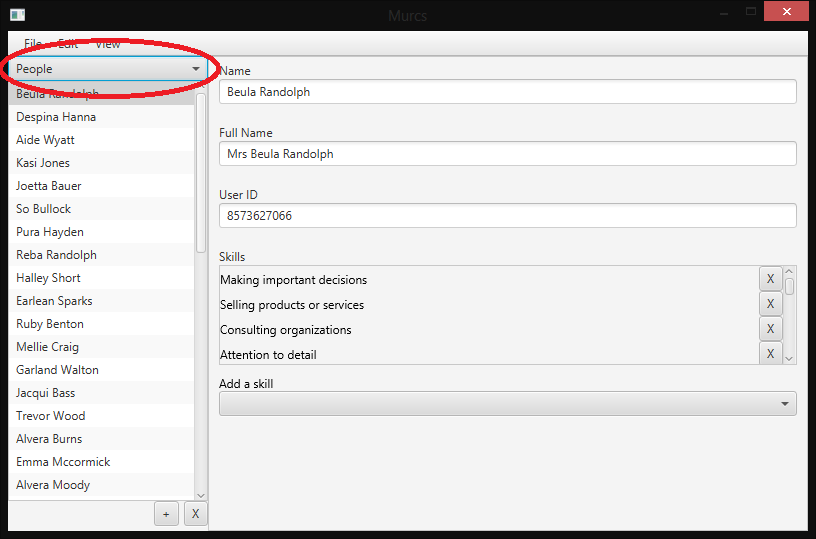 Murcs
File Edit View
People
Beula Randolph
Despina Hanna
Aide Wyatt
Kasi Jones
Joetta Bauer
So Bullock
Pura Hayden
Reba Randolph
Halley Short
Earlean Sparks
Ruby Benton
Mellie Craig
Garland Walton
Jacqui Bass
Trevor Wood
Alvera Burns
Emma Mccormick
Alvera Moody
+ X
Name
Beula Randolph
Full Name
Mrs Beula Randolph
User ID
8573627066
Skills
Making important decisions X
Selling products or services X
Consulting organizations X
Attention to detail X
Add a skill